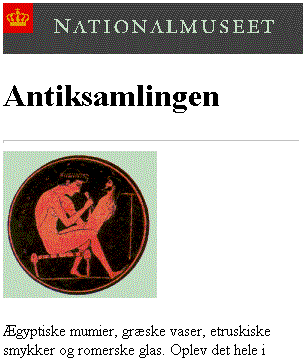 NATIONALMUSEET
Antiksamlingen
Ægyptiske mumier, græske vaser, etruskiske
smykker og romerske glas. Oplev det hele i